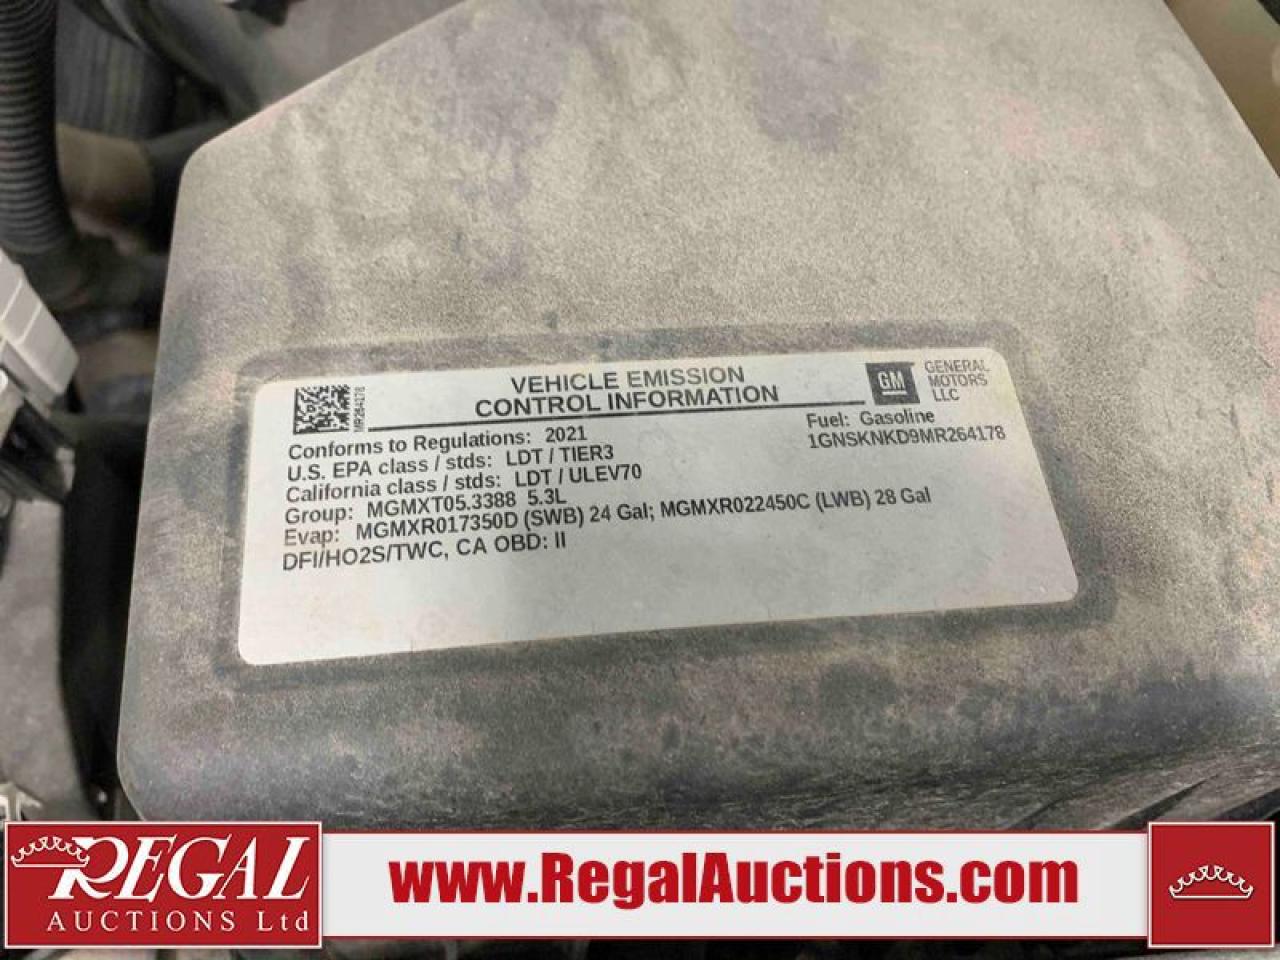 MR264178
VEHICLE EMISSION
CONTROL INFORMATION
GM
GENERAL
MOTORS
LLC
Conforms to Regulations: 2021
Fuel: Gasoline
U.S. EPA class / stds: LDT / TIER3
1GNSKNKD9MR264178
California class / stds: LDT / ULEV70
Group: MGMXT05.3388 5.3L
Evap: MGMXR017350D (SWB) 24 Gal; MGMXR022450C (LWB) 28 Gal
DFI/HO2S/TWC, CA OBD: II
REGAL
AUCTIONS Ltd
www.RegalAuctions.com